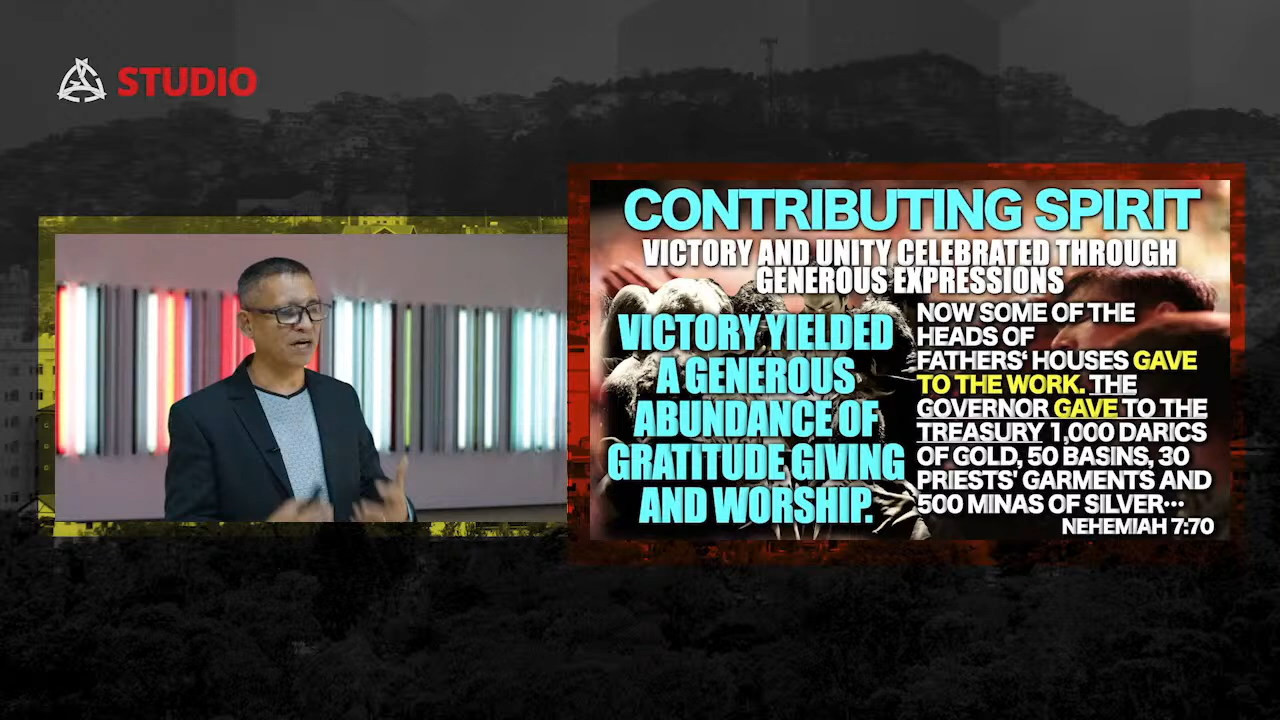 STUDIO
CONTRIBUTING SPIRIT
VICTORY AND UNITY CELEBRATED THROUGH
GENEROUS EXPRESSIONS
VICTORY YIELDED
A GENEROUS
ABUNDANCE OF
GRATITUDE GIVING
AND WORSHIP.
NOW SOME OF THE
HEADS OF
FATHERS‘ HOUSES GAVE
TO THE WORK. THE
GOVERNOR GAVE TO THE
TREASURY 1,000 DARICS
OF GOLD, 50 BASINS, 30
PRIESTS' GARMENTS AND
500 MINAS OF SILVER…
NEHEMIAH 7:70